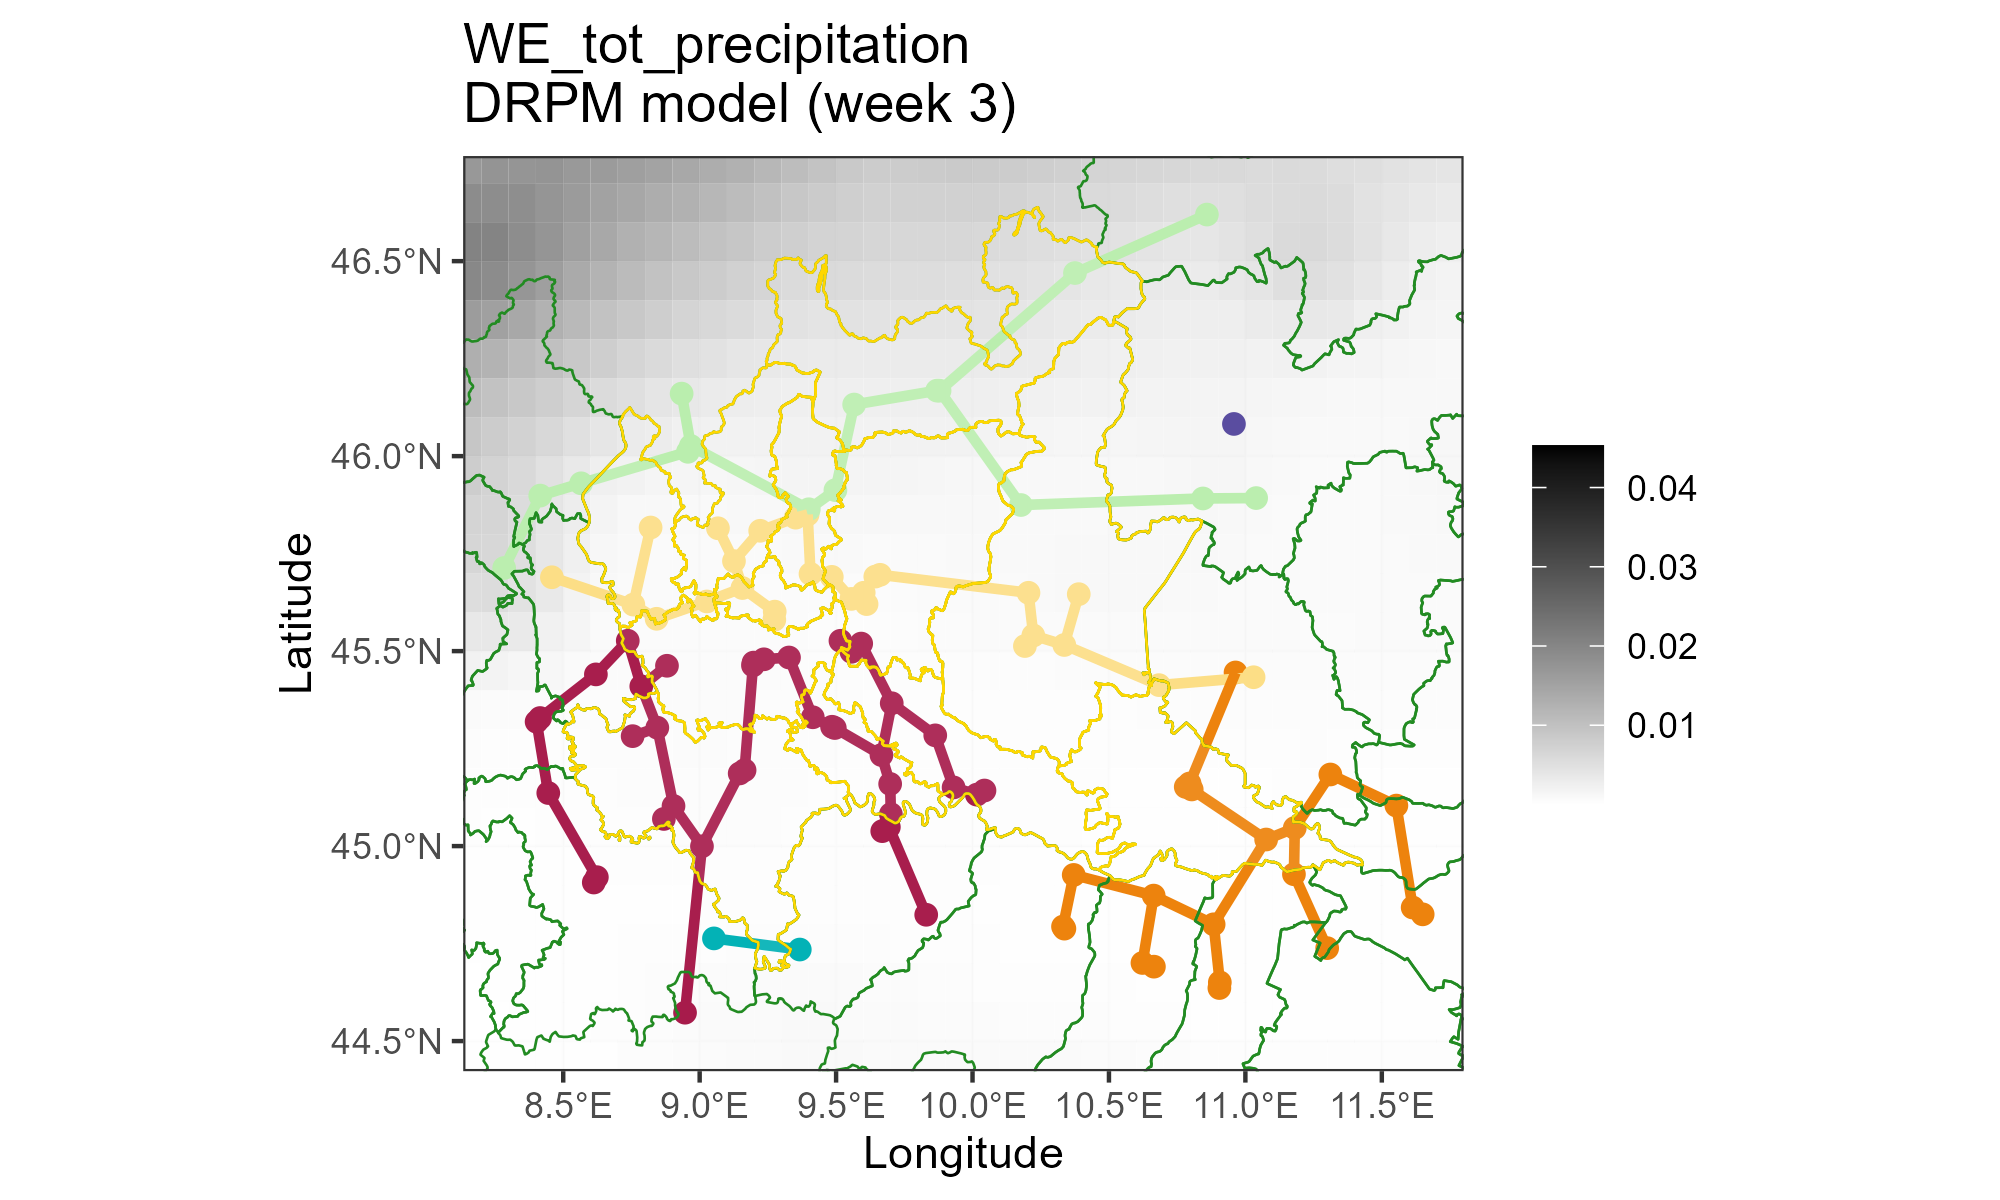 WE_tot_precipitation
DRPM model (week 3)
Latitude
46.5°N
46.0°N
45.5°N
45.0°N
44.5°N
8.5°E 9.0°E 9.5°E 10.0°E 10.5°E 11.0°E 11.5°E
Longitude
0.04
0.03
0.02
0.01